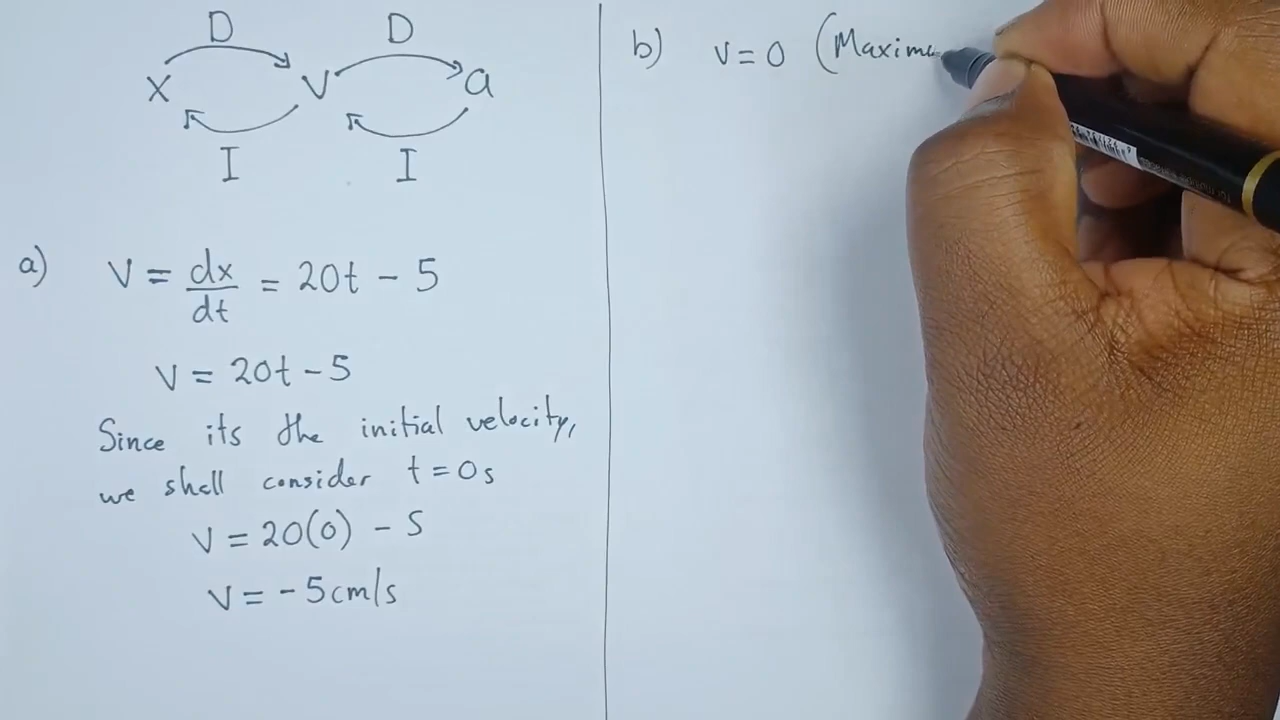 D D
x v a
I I
a) v = dx/dt = 20t - 5
v = 20t - 5
Since its the initial velocity,
we shall consider t = 0s
v = 20(0) - 5
v = -5cm/s
b) v = 0 (Maxim